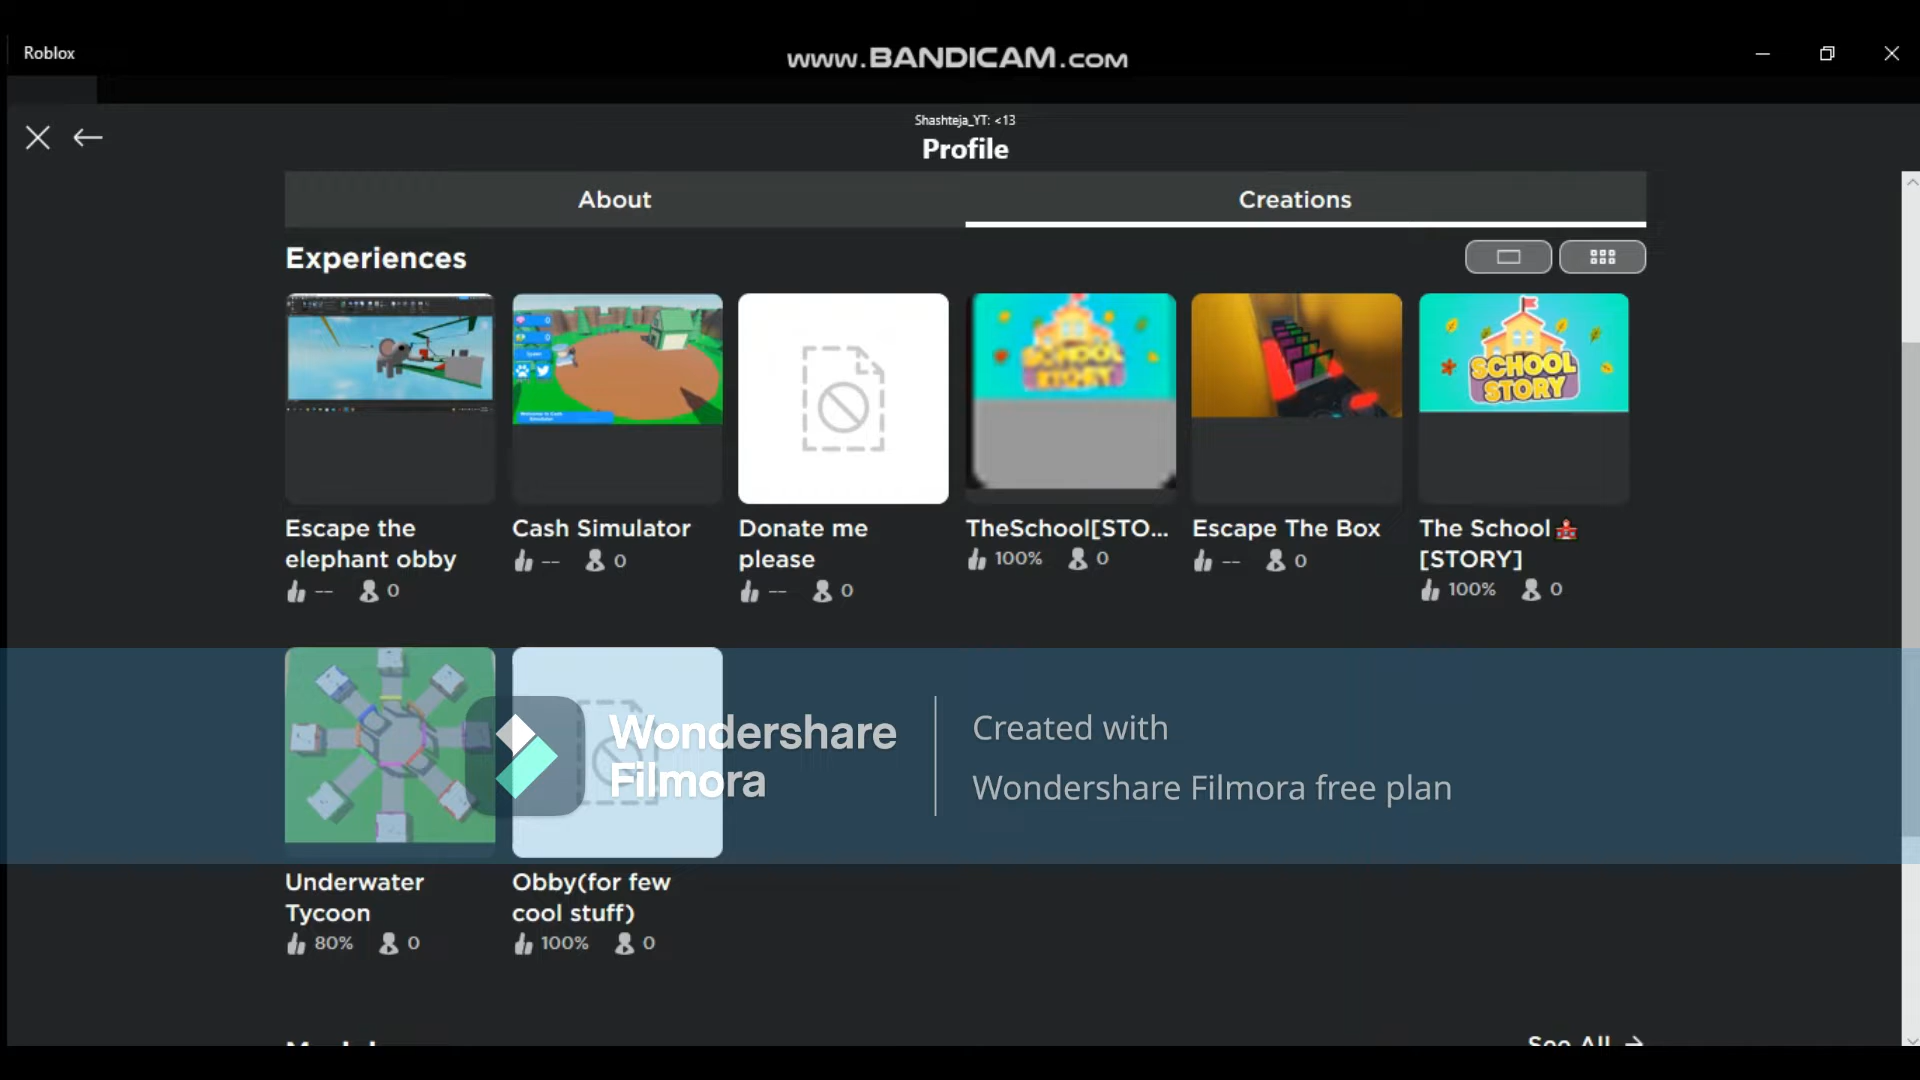 Roblox
www.BANDICAM.com
Shashteja_YT: <13
Profile
About
Creations
Experiences
SCHOOL
STORY
SCHOOL
STORY
Escape the
elephant obby
-- 0
Cash Simulator
-- 0
Donate me
please
-- 0
TheSchool[STO...
100% 0
Escape The Box
-- 0
The School
[STORY]
100% 0
Wondershare
Filmora
Created with
Wondershare Filmora free plan
Underwater
Tycoon
80% 0
Obby(for few
cool stuff)
100% 0
See All